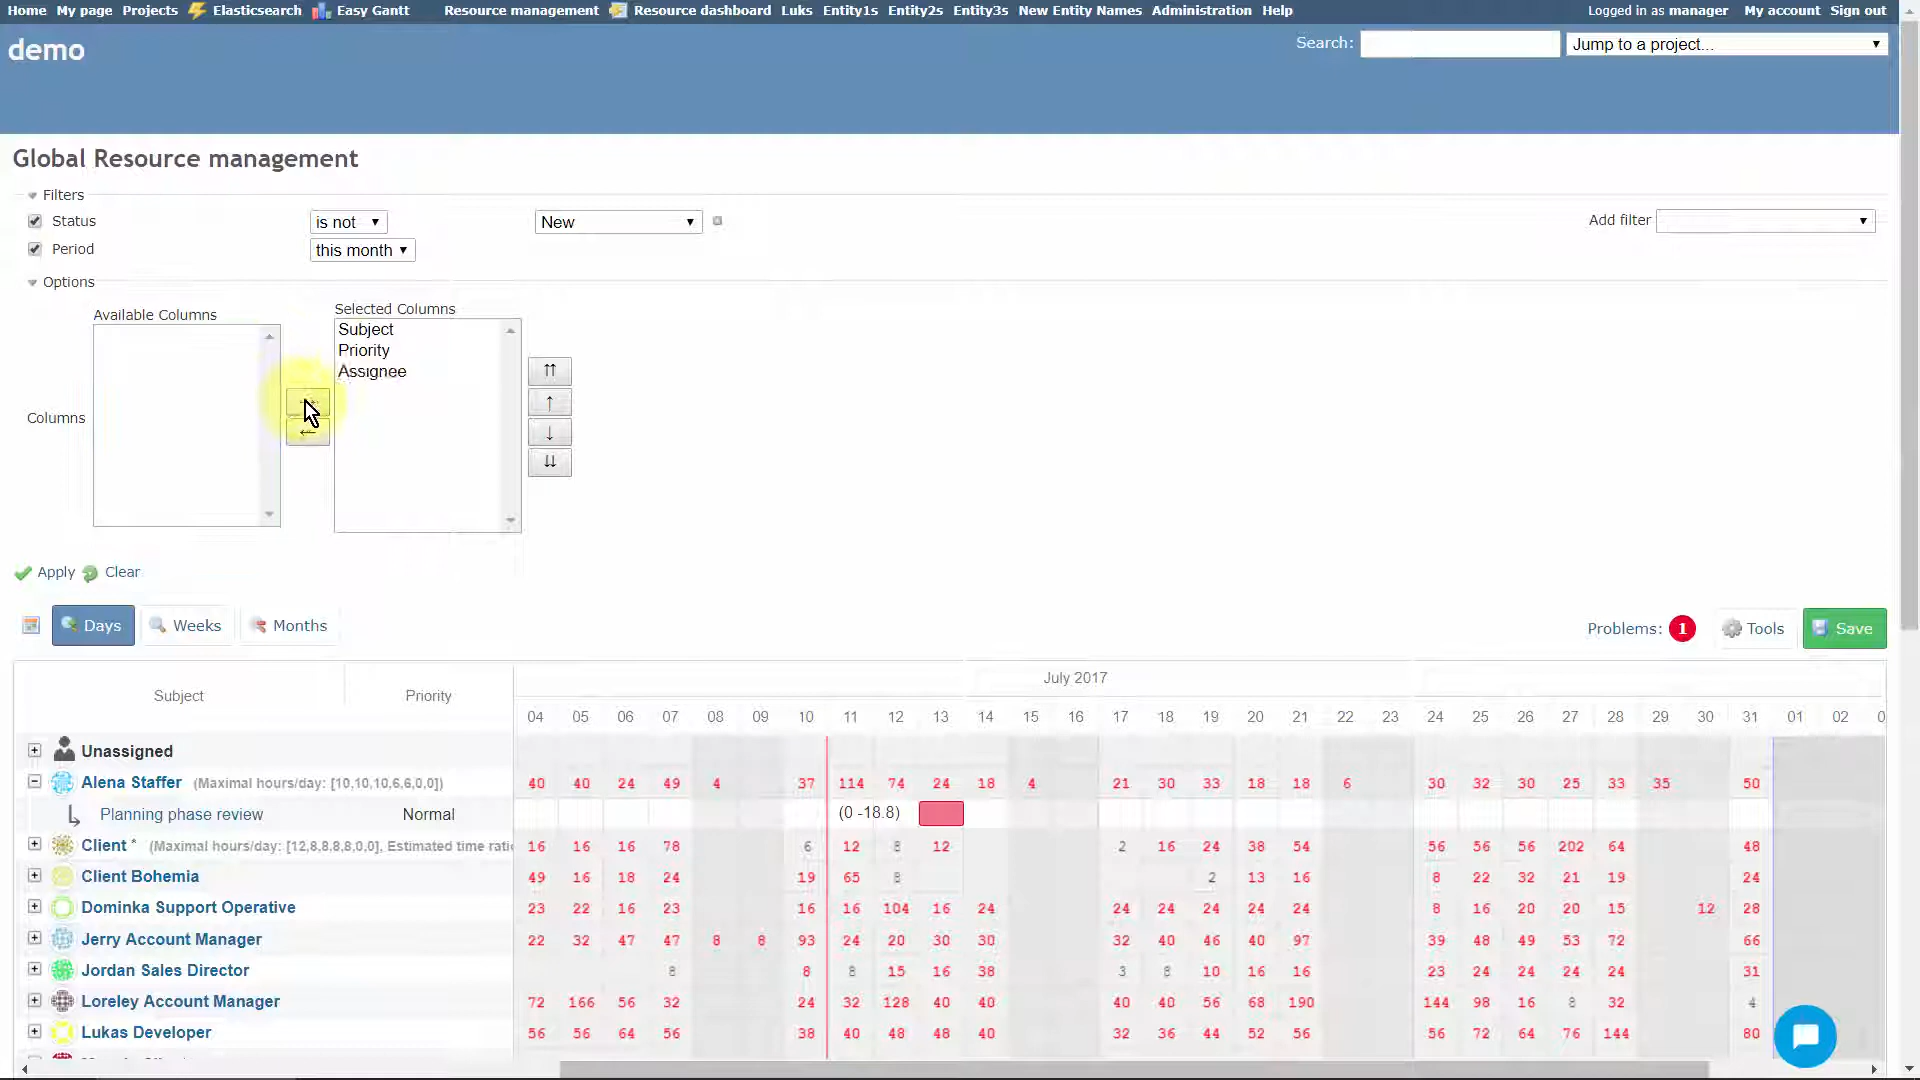 Home My page Projects Elasticsearch Easy Gantt Resource management Resource dashboard Luks Entity1s Entity2s Entity3s New Entity Names Administration Help Logged in as manager My account Sign out
demo
Search: Jump to a project...
Global Resource management
Filters
Status is not New Add filter
Period this month
Options
Available Columns Selected Columns
Subject
Priority
Assignee
Columns
Apply Clear
Days Weeks Months Problems: 1 Tools Save
July 2017
Subject Priority
04 05 06 07 08 09 10 11 12 13 14 15 16 17 18 19 20 21 22 23 24 25 26 27 28 29 30 31 01 02 0
Unassigned
Alena Staffer (Maximal hours/day: [10,10,10,6,6,0,0]) 40 40 24 49 4 37 114 74 24 18 4 21 30 33 18 18 6 30 32 30 25 33 35 50
Planning phase review Normal (0 -18.8)
Client * (Maximal hours/day: [12,8,8,8,8,0,0], Estimated time ratio 16 16 16 78 6 12 8 12 2 16 24 38 54 56 56 56 202 64 48
Client Bohemia 49 16 18 24 19 65 8 2 13 16 8 22 32 21 19 24
Dominka Support Operative 23 22 16 23 16 16 104 16 24 24 24 24 24 24 8 16 20 20 15 12 28
Jerry Account Manager 22 32 47 47 8 8 93 24 20 30 30 32 40 46 40 97 39 48 49 53 72 66
Jordan Sales Director 8 8 8 15 16 38 3 8 10 16 16 23 24 24 24 24 31
Loreley Account Manager 72 166 56 32 24 32 128 40 40 40 40 56 68 190 144 98 16 8 32 4
Lukas Developer 56 56 64 56 38 40 48 48 40 32 36 44 52 56 56 72 64 76 144 80